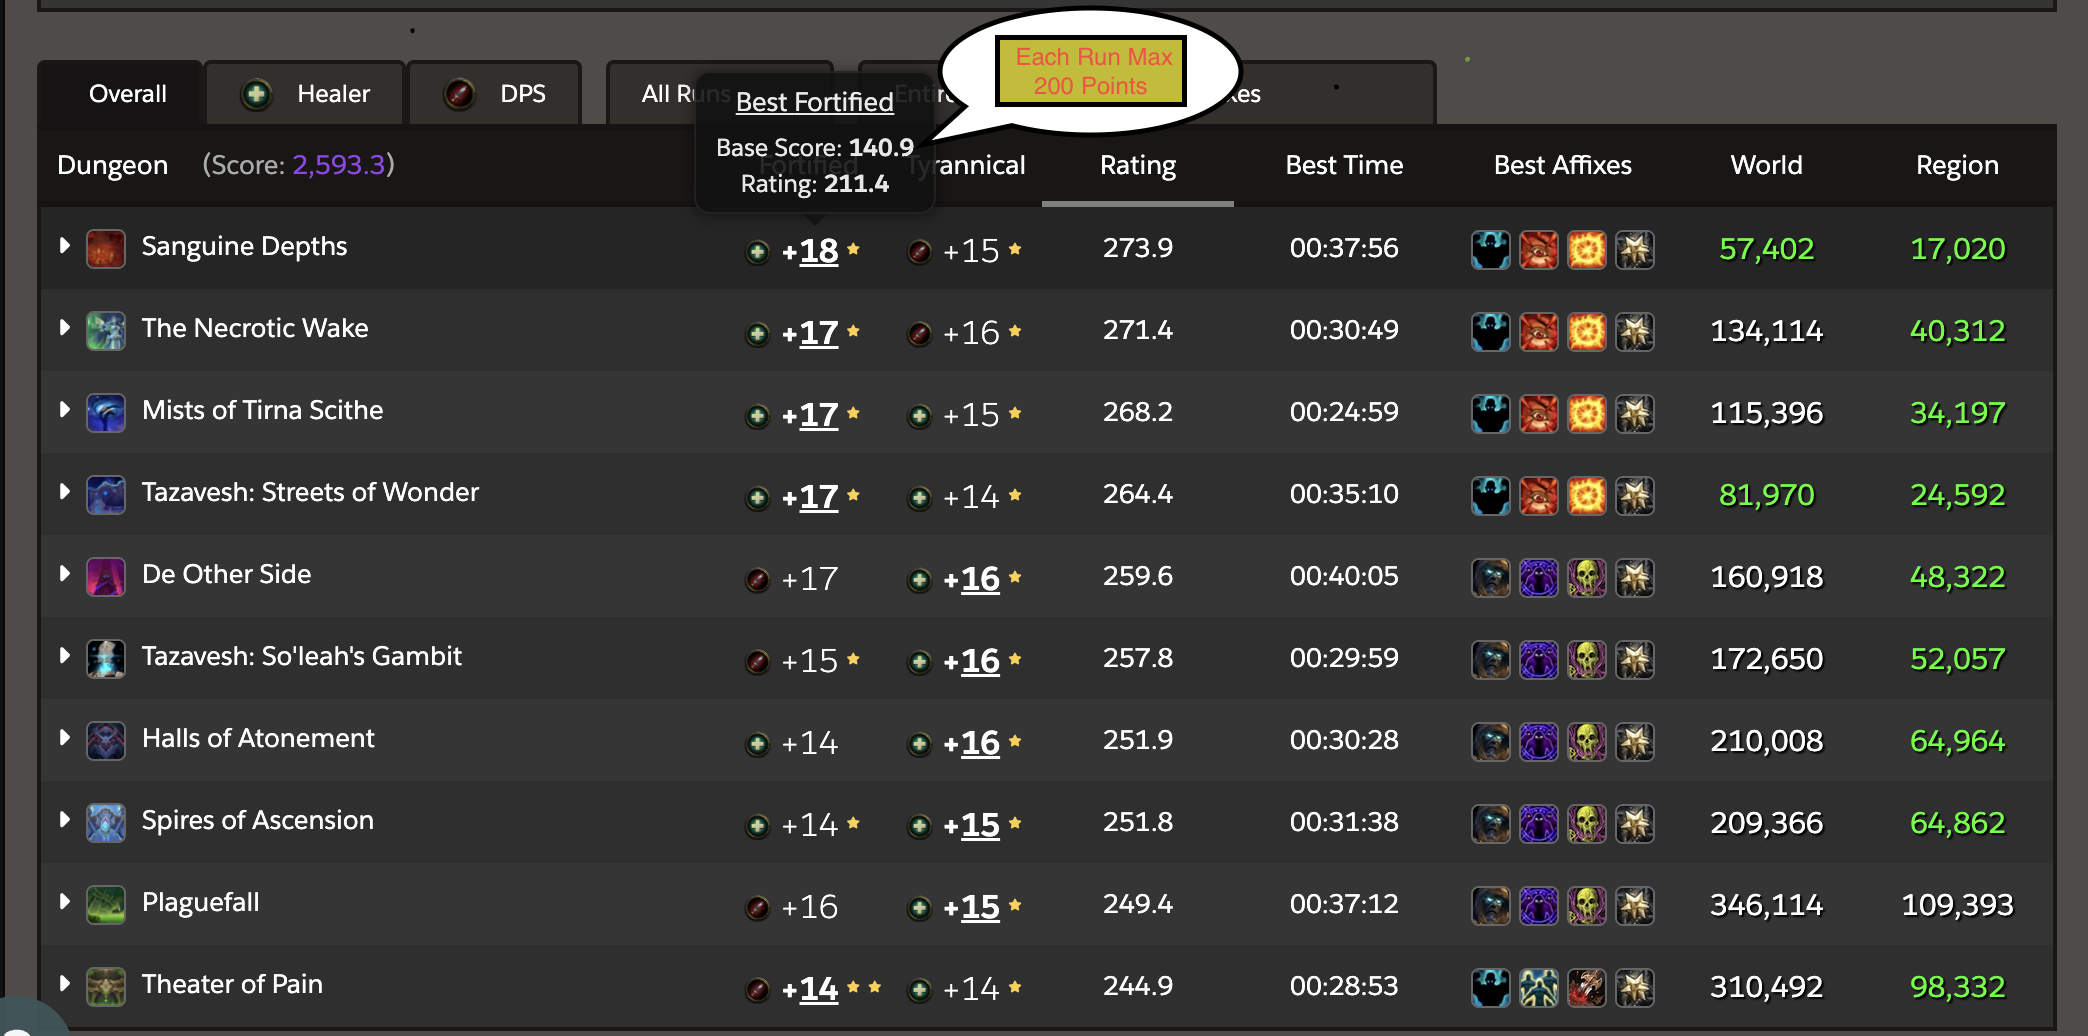 Each Run Max
200 Points
Overall Healer DPS All Runs
Best Fortified
Base Score: 140.9
Rating: 211.4
Dungeon (Score: 2,593.3) Fortified Tyrannical Rating Best Time Best Affixes World Region
Sanguine Depths +18 +15 273.9 00:37:56 57,402 17,020
The Necrotic Wake +17 +16 271.4 00:30:49 134,114 40,312
Mists of Tirna Scithe +17 +15 268.2 00:24:59 115,396 34,197
Tazavesh: Streets of Wonder +17 +14 264.4 00:35:10 81,970 24,592
De Other Side +17 +16 259.6 00:40:05 160,918 48,322
Tazavesh: So'leah's Gambit +15 +16 257.8 00:29:59 172,650 52,057
Halls of Atonement +14 +16 251.9 00:30:28 210,008 64,964
Spires of Ascension +14 +15 251.8 00:31:38 209,366 64,862
Plaguefall +16 +15 249.4 00:37:12 346,114 109,393
Theater of Pain +14 +14 244.9 00:28:53 310,492 98,332